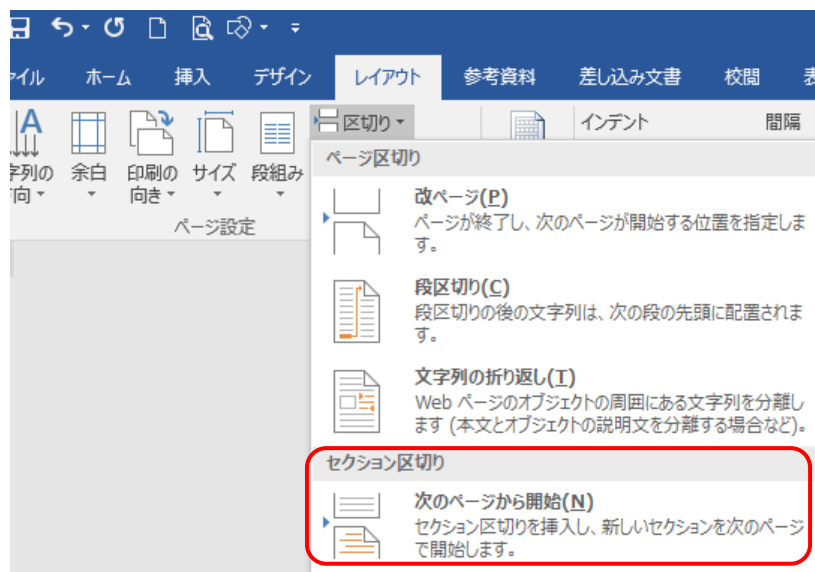 ァイル ホーム 挿入 デザイン レイアウト 参考資料 差し込み文書 校閲 表
区切り インデント 間隔
字列の 余白 印刷の サイズ 段組み
向 向き
ページ設定
ページ区切り
改ページ(P)
ページが終了し、次のページが開始する位置を指定しま
す。
段区切り(C)
段区切りの後の文字列は、次の段の先頭に配置されま
す。
文字列の折り返し(T)
Web ページのオブジェクトの周囲にある文字列を分離し
ます (本文とオブジェクトの説明文を分離する場合など)。
セクション区切り
次のページから開始(N)
セクション区切りを挿入し、新しいセクションを次のページ
で開始します。